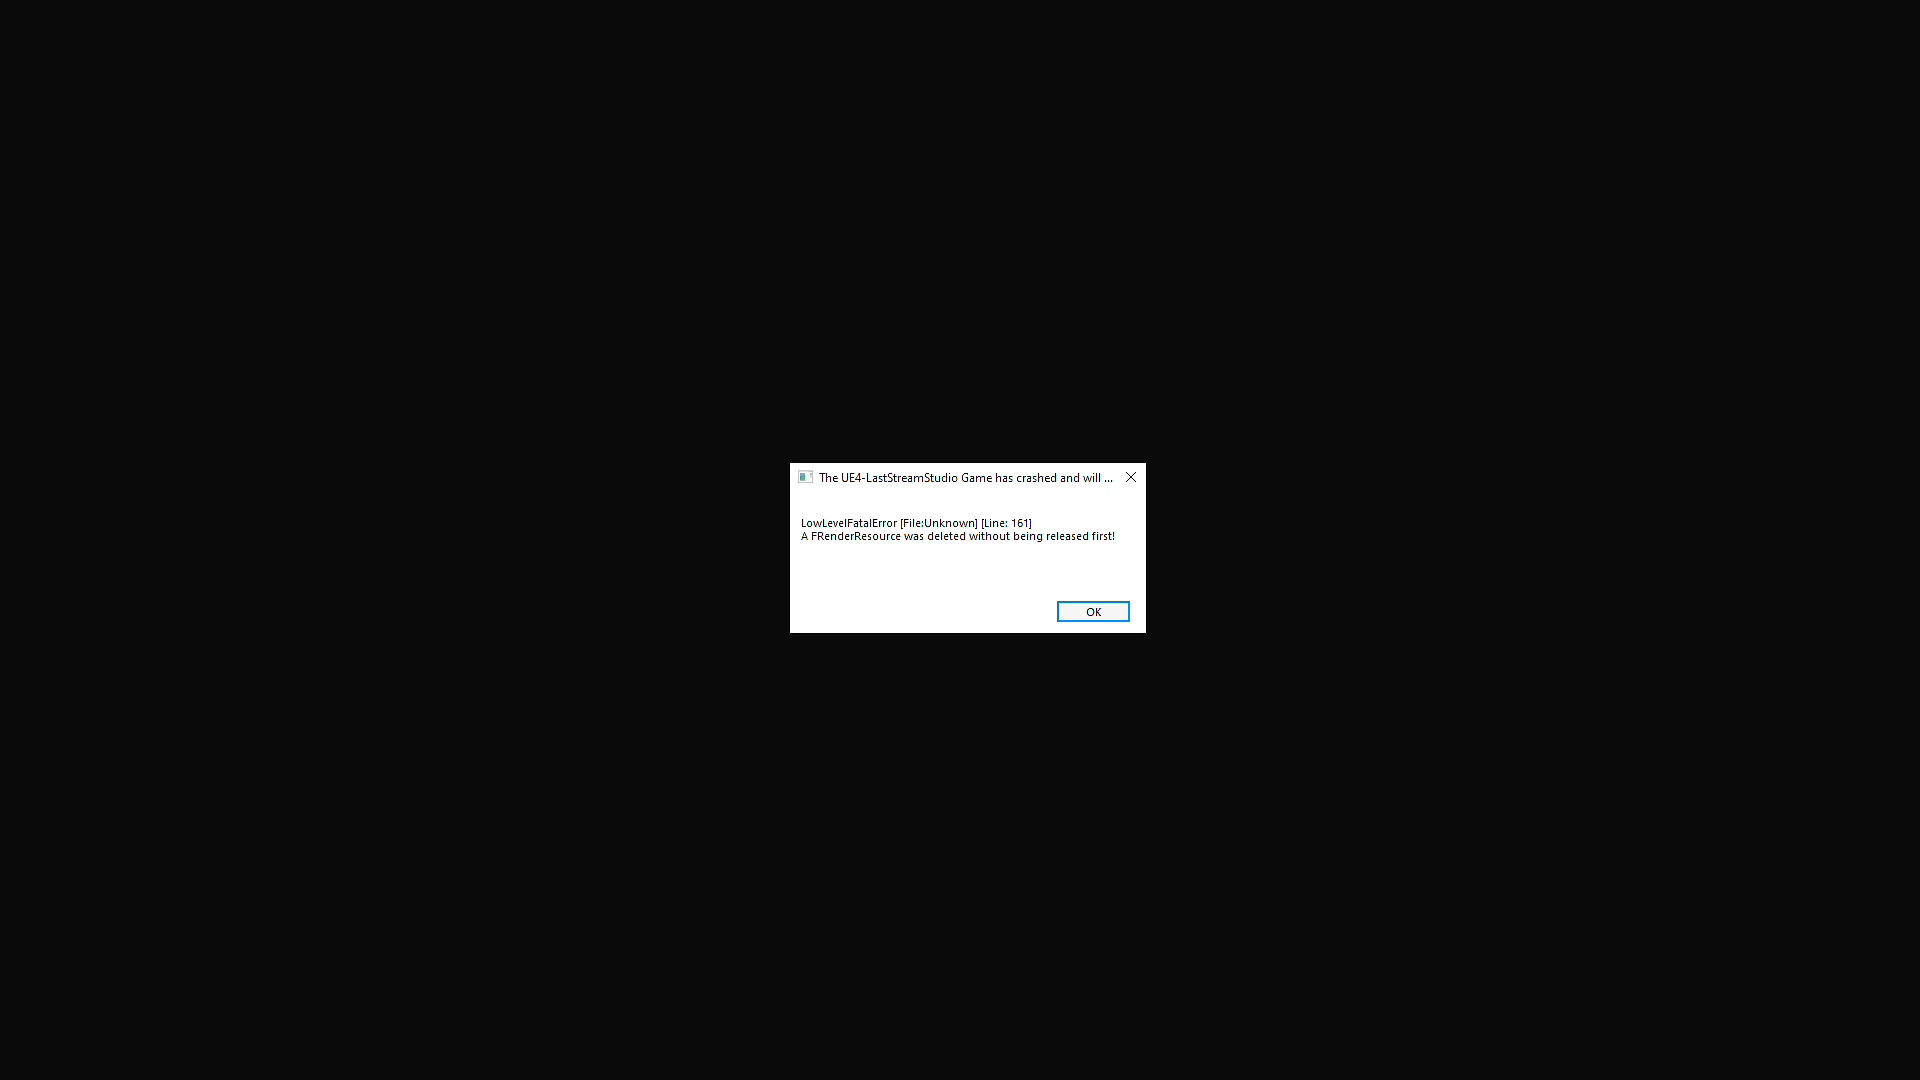 The UE4-LastStreamStudio Game has crashed and will ...
LowLevelFatalError [File:Unknown] [Line: 161]
A FRenderResource was deleted without being released first!
OK